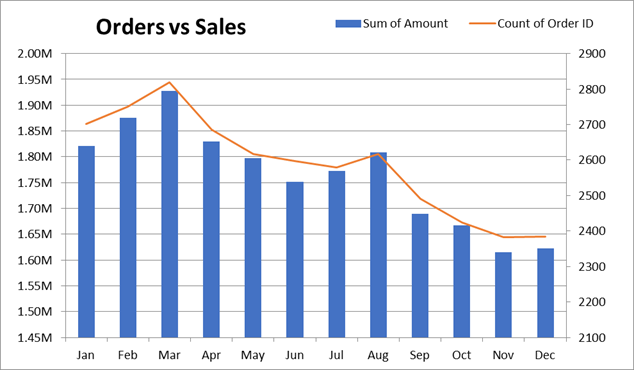 Orders vs Sales
Sum of Amount
Count of Order ID
2.00M
1.95M
1.90M
1.85M
1.80M
1.75M
1.70M
1.65M
1.60M
1.55M
1.50M
1.45M
2900
2800
2700
2600
2500
2400
2300
2200
2100
Jan Feb Mar Apr May Jun Jul Aug Sep Oct Nov Dec